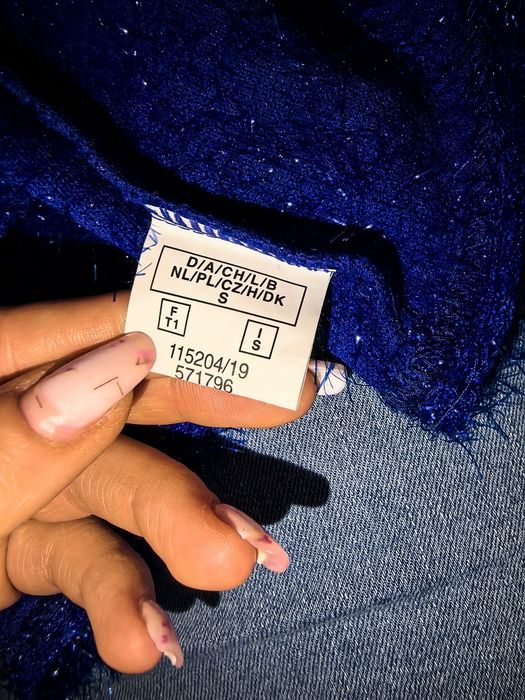 D/A/CH/L/B
NL/PL/CZ/H/DK
S
F
T1
I
S
115204/19
571796